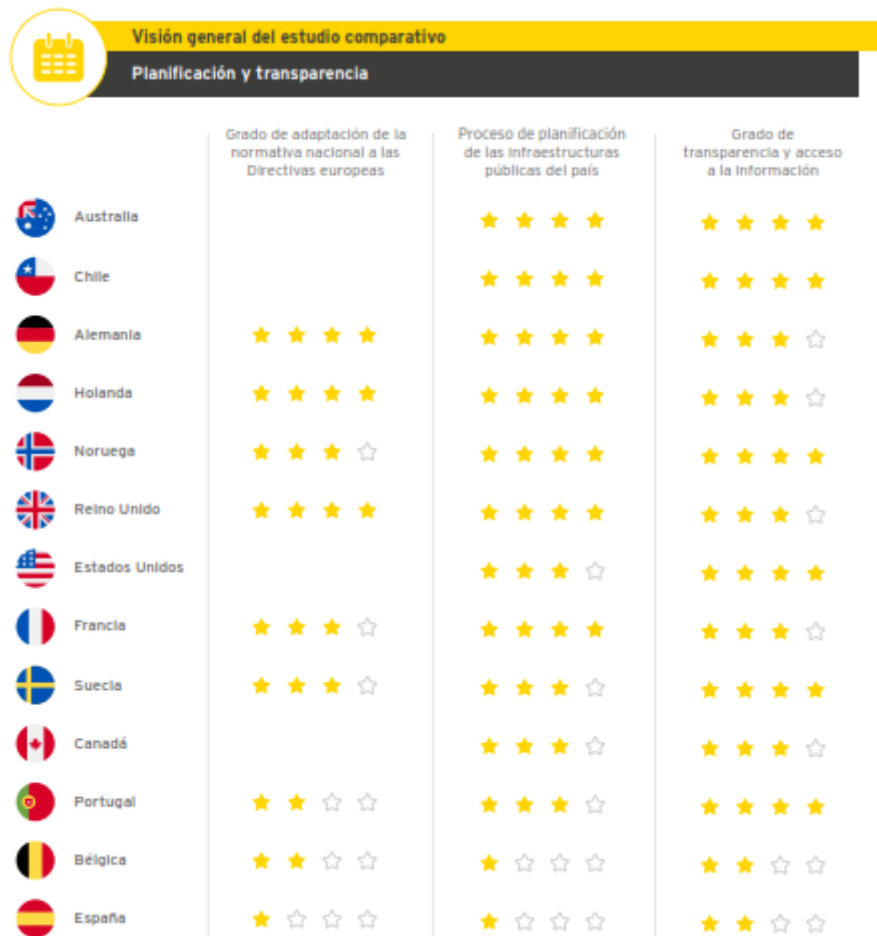 Visión general del estudio comparativo
Planificación y transparencia
Grado de adaptación de la
normativa nacional a las
Directivas europeas
Proceso de planificación
de las infraestructuras
públicas del país
Grado de
transparencia y acceso
a la información
Australia
Chile
Alemania
Holanda
Noruega
Reino Unido
Estados Unidos
Francia
Suecia
Canadá
Portugal
Bélgica
España